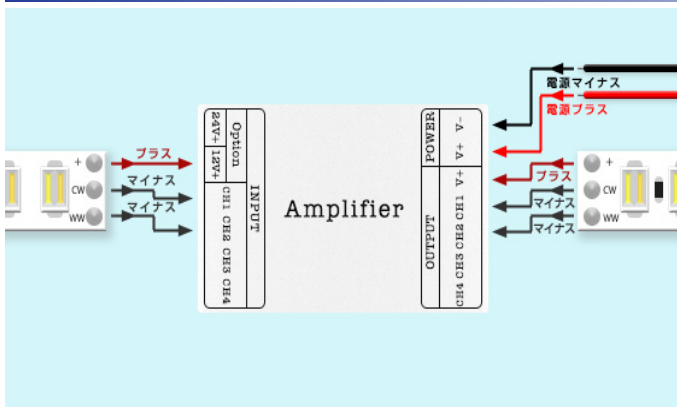 電源マイナス
電源プラス
+
CW
WW
プラス
マイナス
マイナス
24V+ 12V+
Option
CH1 CH2 CH3 CH4
INPUT
Amplifier
POWER
OUTPUT
V- V+
V+ CH1 CH2 CH3 CH4
プラス
マイナス
マイナス
+
CW
WW